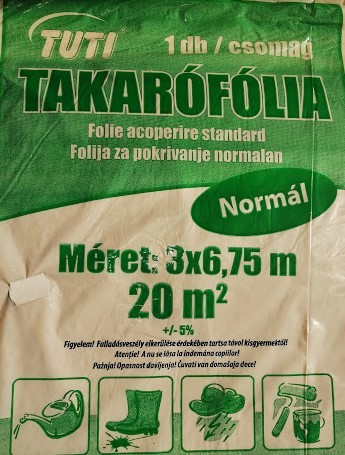 TUTI®
1 db / csomag
TAKARÓFÓLIA
Folie acoperire standard
Folija za pokrivanje normalan
Normál
Méret: 3x6,75 m
20 m²
+/- 5%
Figyelem! Fulladásveszély elkerülése érdekében tartsa távol kisgyermektől!
Atenție! A nu se lăsa la îndemâna copiilor!
Pažnja! Opasnost davljenja! Čuvati van domašaja dece!